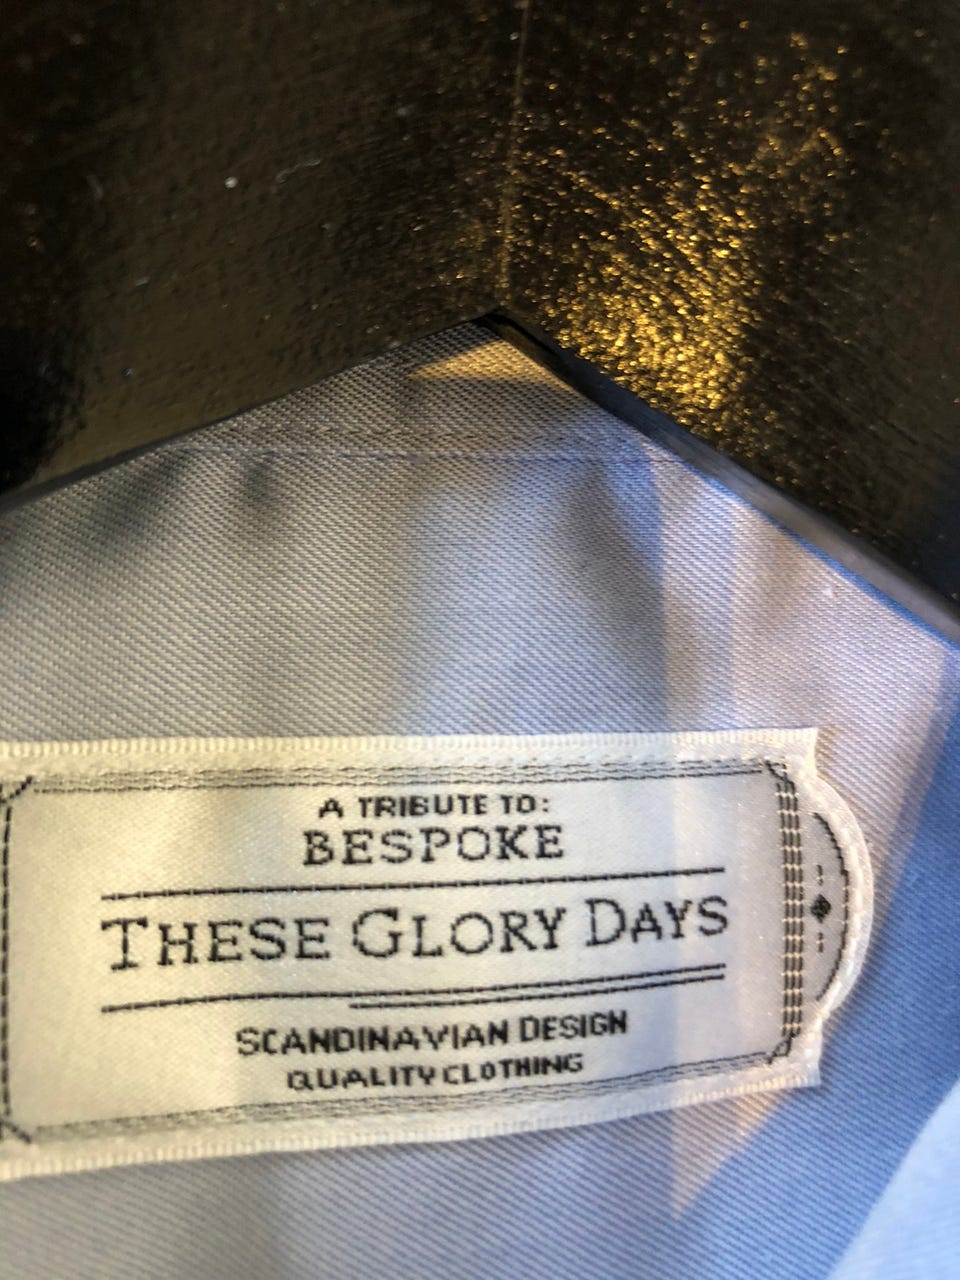 A TRIBUTE TO:
BESPOKE
THESE GLORY DAYS
SCANDINAVIAN DESIGN
QUALITY CLOTHING